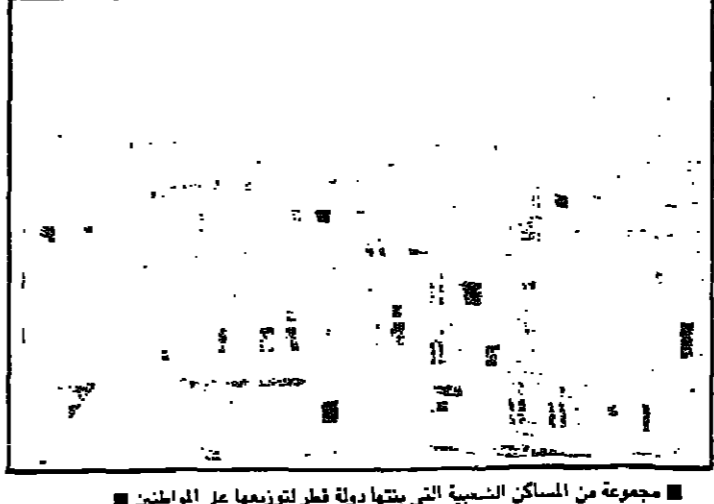 ■ مجموعة من المساكن الشعبية التي بنتها دولة قطر لتوزيعها على المواطنين ■